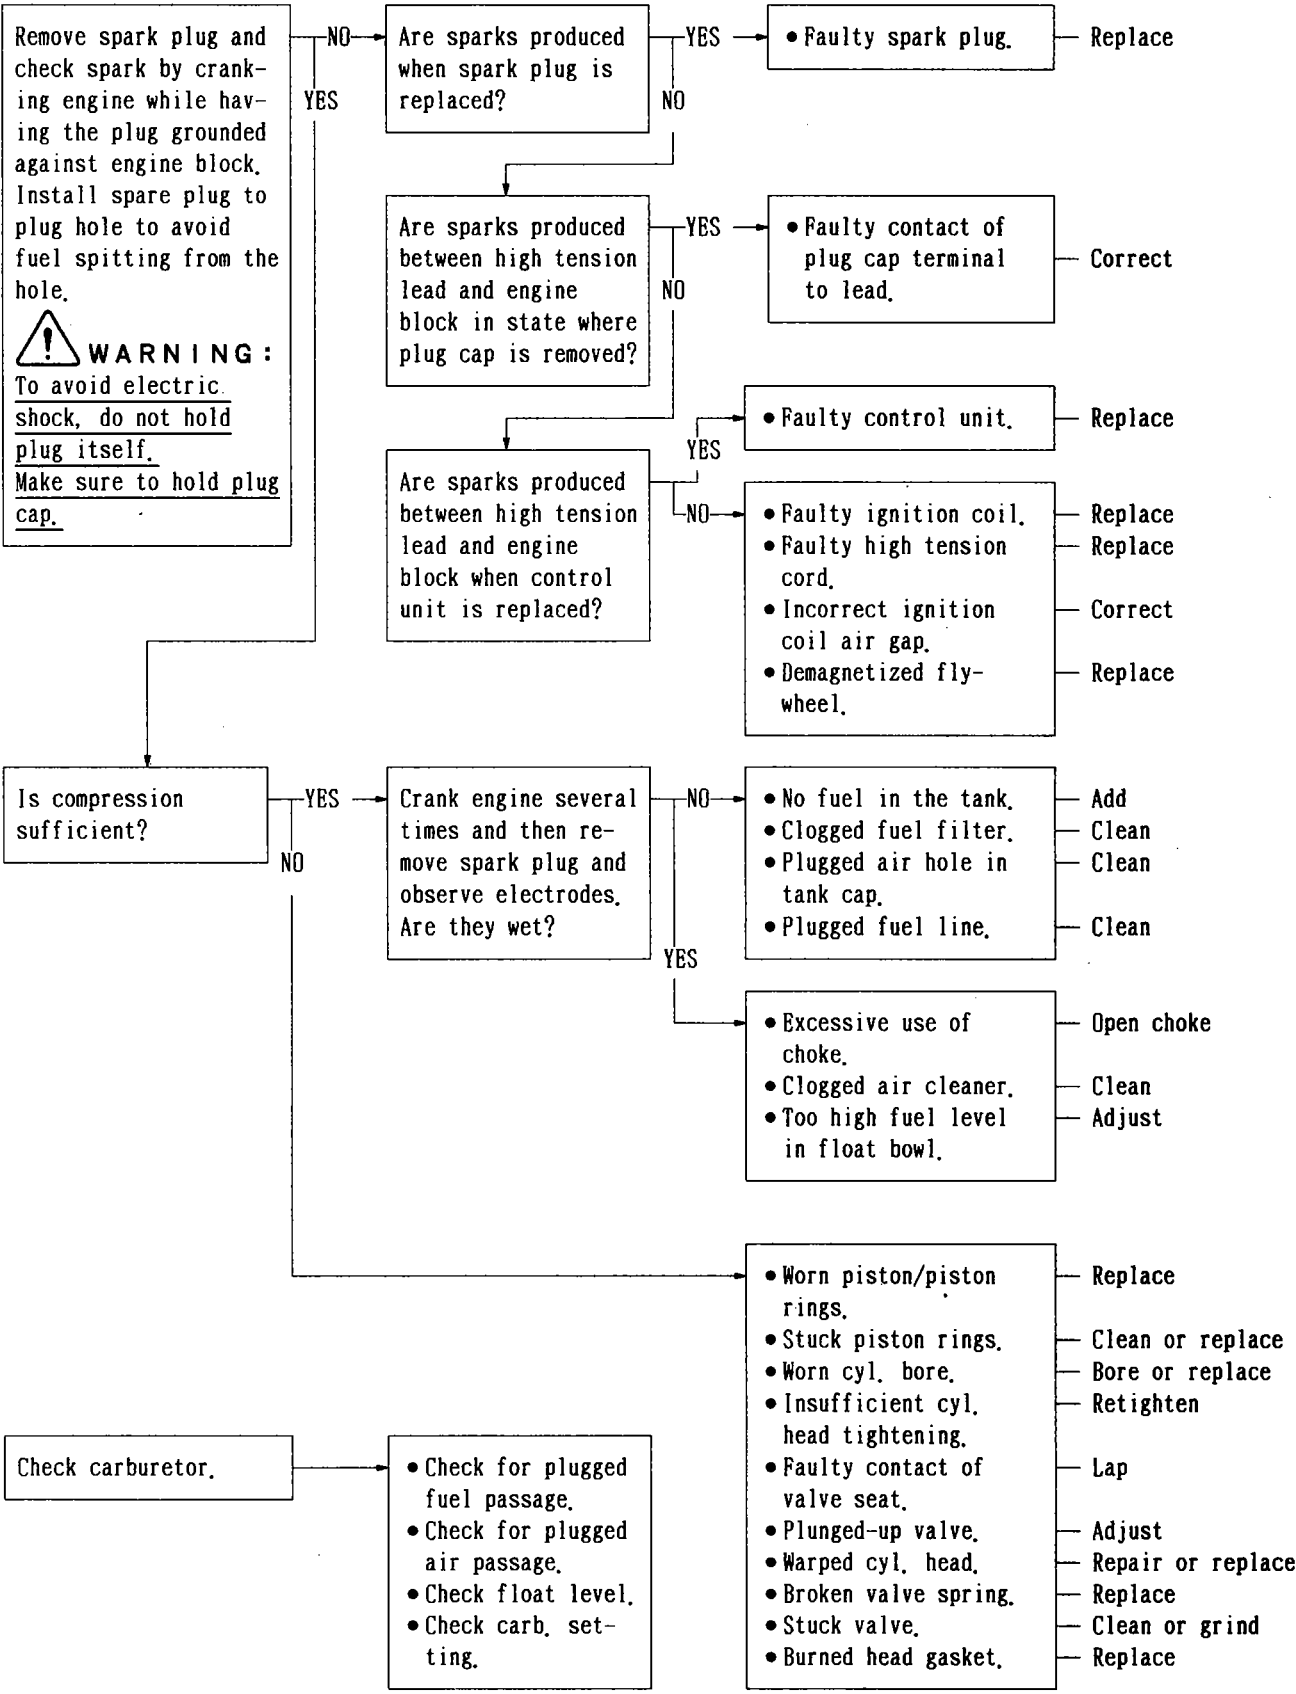 Remove spark plug and
check spark by crank-
ing engine while hav-
ing the plug grounded
against engine block.
Install spare plug to
plug hole to avoid
fuel spitting from the
hole.
WARNING:
To avoid electric
shock, do not hold
plug itself.
Make sure to hold plug
cap.
NO
YES
Are sparks produced
when spark plug is
replaced?
YES
NO
• Faulty spark plug.
Replace
Are sparks produced
between high tension
lead and engine
block in state where
plug cap is removed?
YES
NO
• Faulty contact of
plug cap terminal
to lead.
Correct
Are sparks produced
between high tension
lead and engine
block when control
unit is replaced?
YES
NO
• Faulty control unit.
Replace
• Faulty ignition coil.
Replace
• Faulty high tension
cord.
Replace
• Incorrect ignition
coil air gap.
Correct
• Demagnetized fly-
wheel.
Replace
Is compression
sufficient?
YES
NO
Crank engine several
times and then re-
move spark plug and
observe electrodes.
Are they wet?
NO
YES
• No fuel in the tank.
Add
• Clogged fuel filter.
Clean
• Plugged air hole in
tank cap.
Clean
• Plugged fuel line.
Clean
• Excessive use of
choke.
Open choke
• Clogged air cleaner.
Clean
• Too high fuel level
in float bowl.
Adjust
• Worn piston/piston
rings.
Replace
• Stuck piston rings.
Clean or replace
• Worn cyl. bore.
Bore or replace
• Insufficient cyl.
head tightening.
Retighten
• Faulty contact of
valve seat.
Lap
• Plunged-up valve.
Adjust
• Warped cyl. head.
Repair or replace
• Broken valve spring.
Replace
• Stuck valve.
Clean or grind
• Burned head gasket.
Replace
Check carburetor.
• Check for plugged
fuel passage.
• Check for plugged
air passage.
• Check float level.
• Check carb. set-
ting.